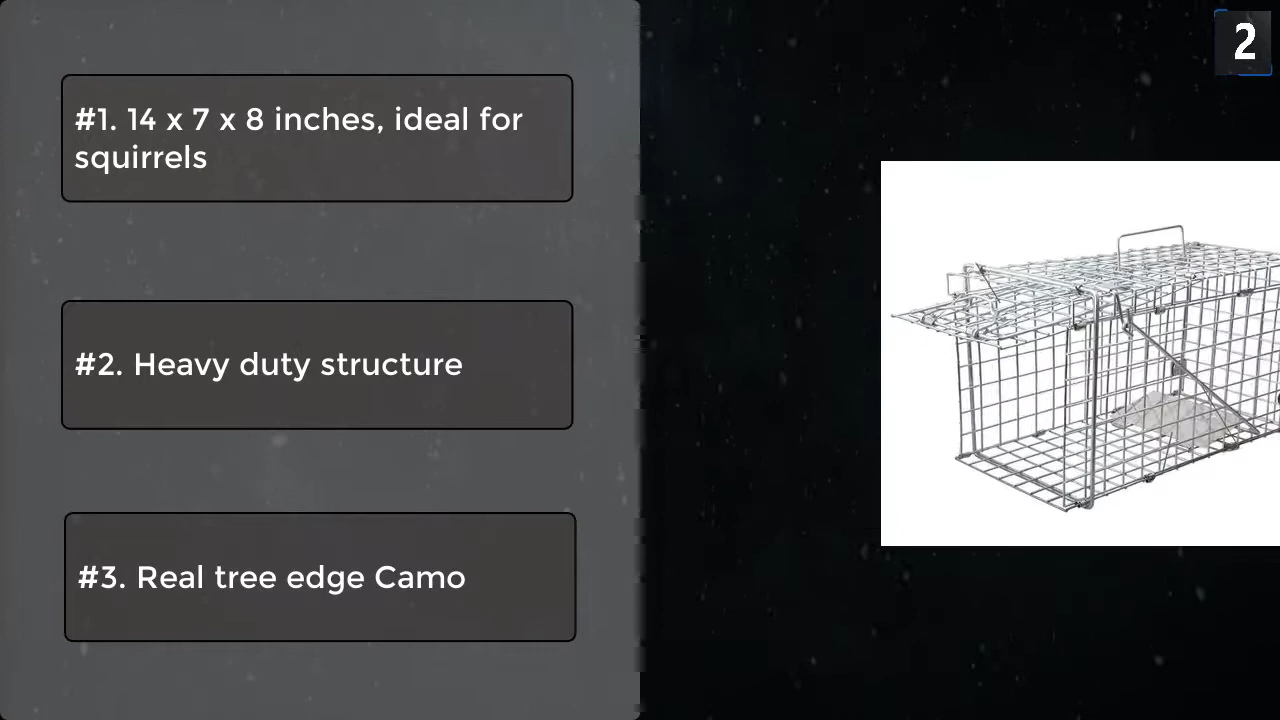 2
#1. 14 x 7 x 8 inches, ideal for
squirrels
#2. Heavy duty structure
#3. Real tree edge Camo